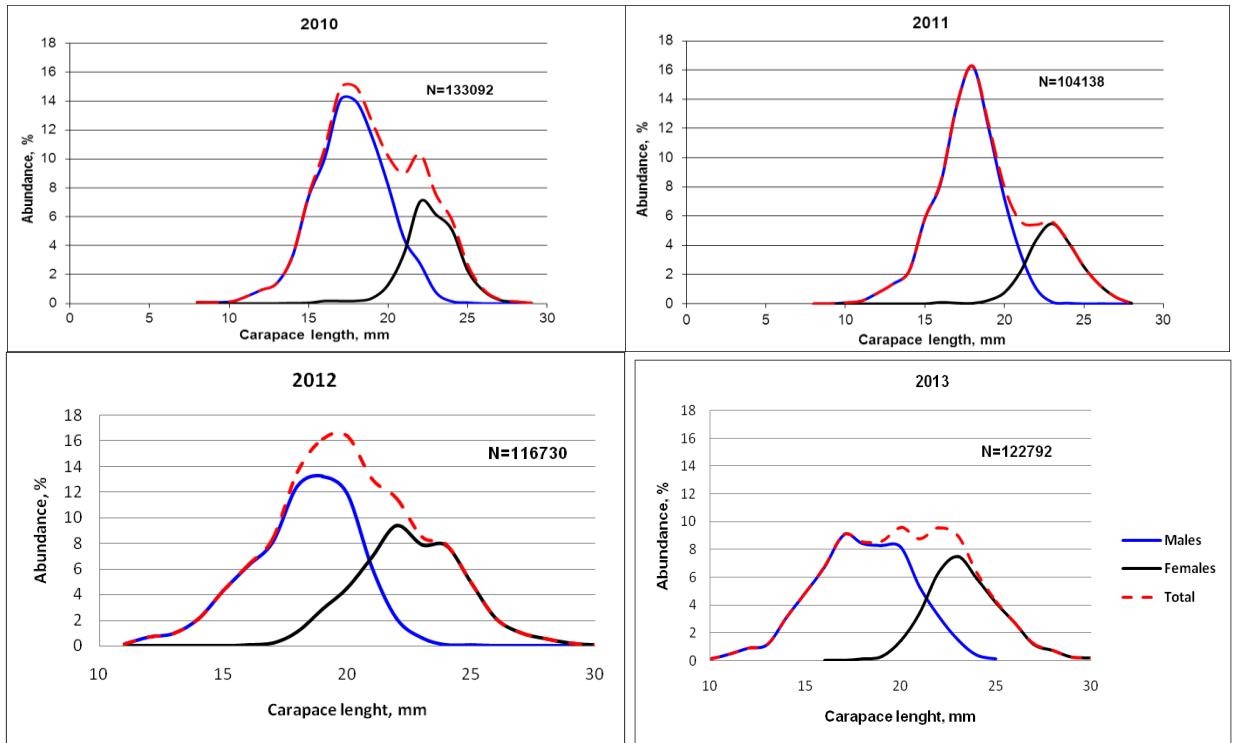 2010
18
16
14
12
10
8
6
4
2
0
Abundance, %
N=133092
0 5 10 15 20 25 30
Carapace length, mm
2011
18
16
14
12
10
8
6
4
2
0
Abundance, %
N=104138
0 5 10 15 20 25 30
Carapace length, mm
2012
18
16
14
12
10
8
6
4
2
0
Abundance, %
N=116730
10 15 20 25 30
Carapace lenght, mm
2013
18
16
14
12
10
8
6
4
2
0
Abundance, %
N=122792
10 15 20 25 30
Carapace lenght, mm
Males
Females
Total